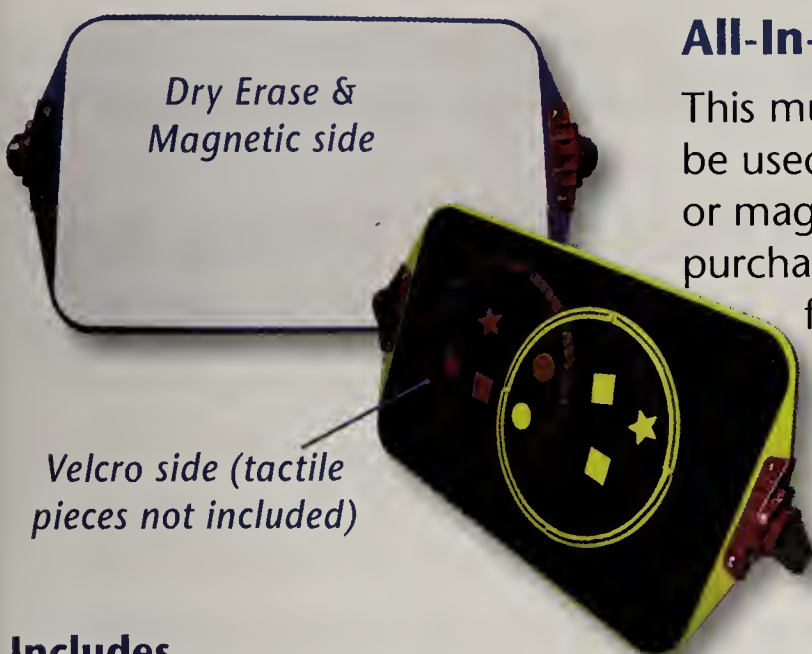 Dry Erase &
Magnetic side
All-In-
This mu
be used
or mag
purcha
f
Velcro side (tactile
pieces not included)
Includes